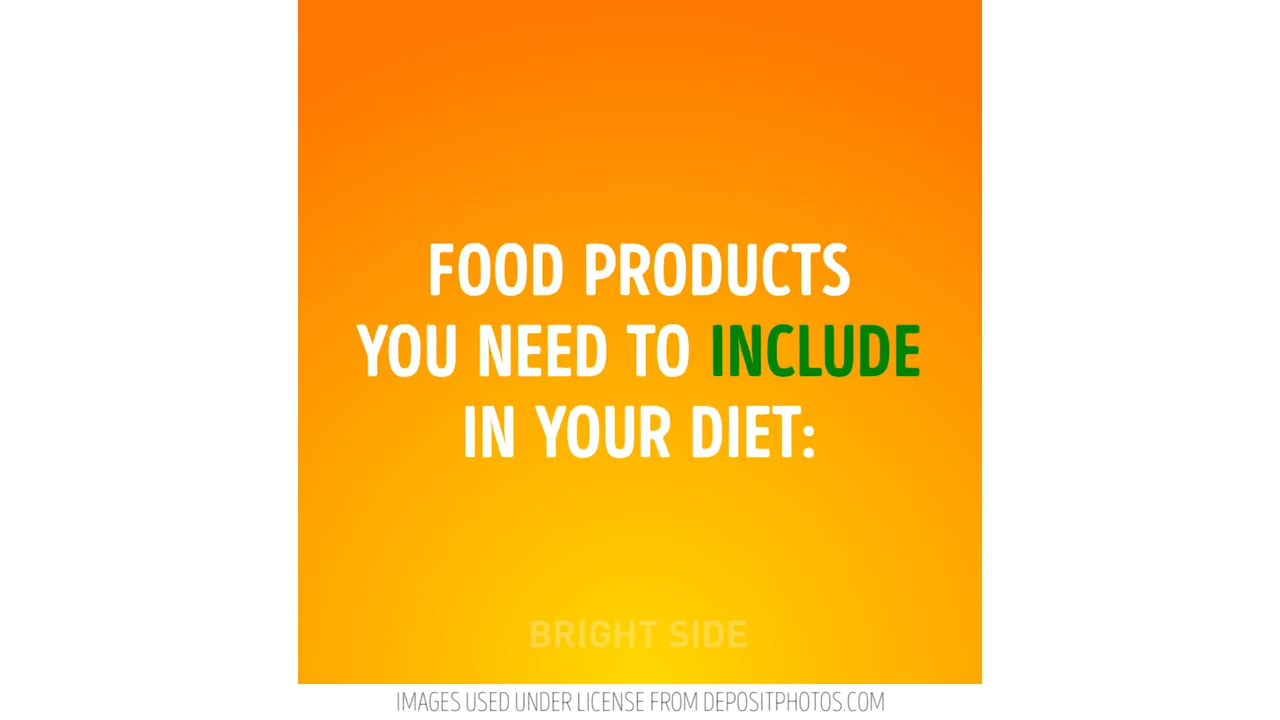 FOOD PRODUCTS
YOU NEED TO INCLUDE
IN YOUR DIET:
BRIGHT SIDE
IMAGES USED UNDER LICENSE FROM DEPOSITPHOTOS.COM